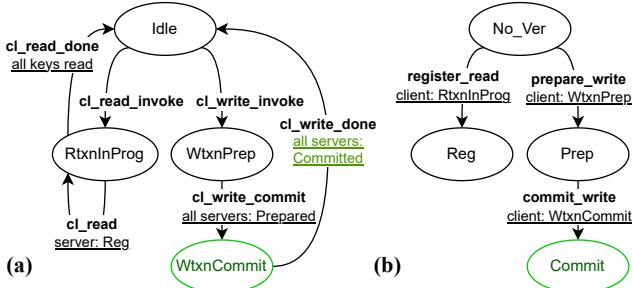 Idle
cl_read_done
all keys read
cl_read_invoke
cl_write_invoke
cl_write_done
all servers:
Committed
RtxnInProg
WtxnPrep
cl_read
server: Reg
cl_write_commit
all servers: Prepared
(a)
WtxnCommit
No_Ver
register_read
client: RtxnInProg
prepare_write
client: WtxnPrep
Reg
Prep
commit_write
client: WtxnCommit
(b)
Commit